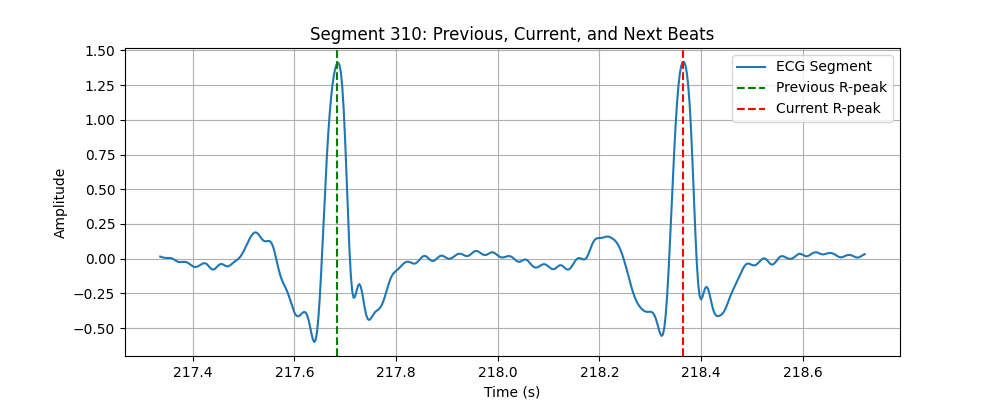 Segment 310: Previous, Current, and Next Beats
ECG Segment
Previous R-peak
Current R-peak
1.50
1.25
1.00
0.75
0.50
0.25
0.00
−0.25
−0.50
Amplitude
217.4 217.6 217.8 218.0 218.2 218.4 218.6
Time (s)